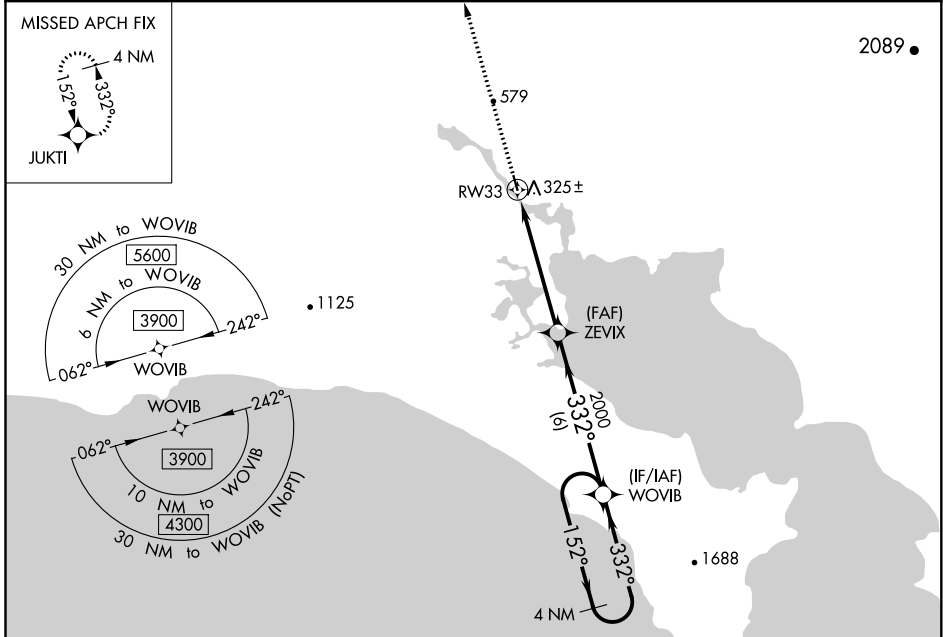 MISSED APCH FIX
4 NM
152°
332°
JUKTI
2089
579
RW33
325±
30 NM to WOVIB
5600
6 NM to WOVIB
3900
062°
242°
WOVIB
1125
(FAF)
ZEVIX
WOVIB
062°
242°
3900
10 NM to WOVIB
4300
30 NM to WOVIB (NoPT)
2000
332°
(6)
(IF/IAF)
WOVIB
152°
332°
4 NM
1688